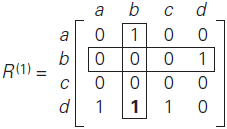 a b c d
a 0 1 0 0
b 0 0 0 1
R(1) =
c 0 0 0 0
d 1 1 1 0